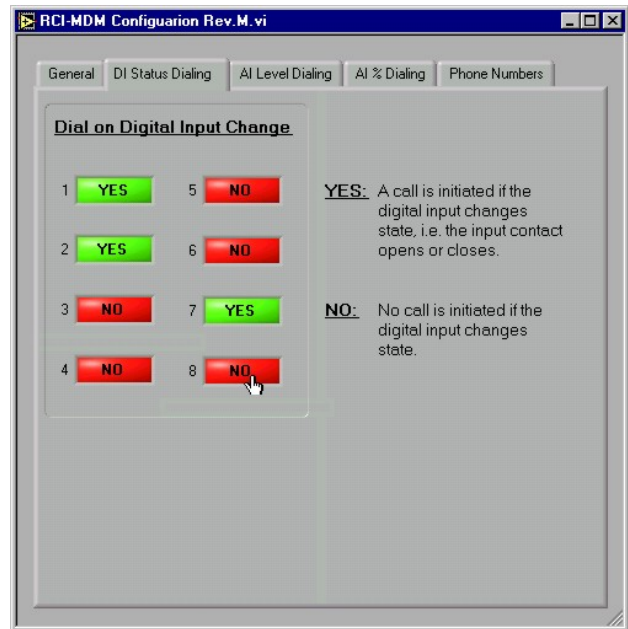 RCI-MDM Configuarion Rev.M.vi
General DI Status Dialing AI Level Dialing AI % Dialing Phone Numbers
Dial on Digital Input Change
1 YES 5 NO
2 YES 6 NO
3 NO 7 YES
4 NO 8 NO
YES: A call is initiated if the
digital input changes
state, i.e. the input contact
opens or closes.
NO: No call is initiated if the
digital input changes
state.